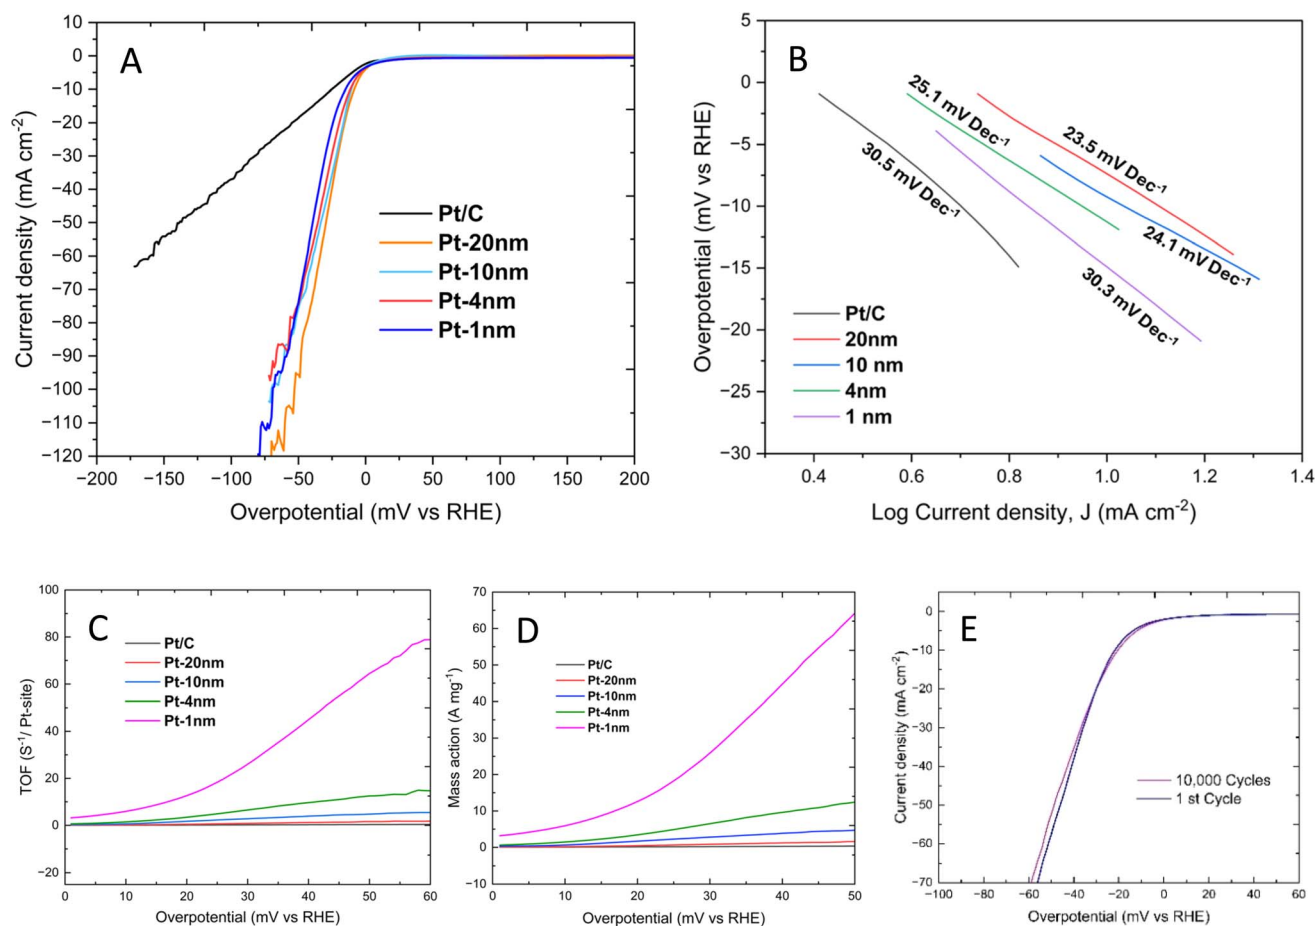 A
10
0
−10
−20
−30
−40
−50
−60
−70
−80
−90
−100
−110
−120
Current density (mA cm⁻²)
Pt/C
Pt-20nm
Pt-10nm
Pt-4nm
Pt-1nm
−200 −150 −100 −50 0 50 100 150 200
Overpotential (mV vs RHE)
B
5
0
−5
−10
−15
−20
−25
−30
Overpotential (mV vs RHE)
25.1 mV Dec⁻¹
23.5 mV Dec⁻¹
30.5 mV Dec⁻¹
24.1 mV Dec⁻¹
30.3 mV Dec⁻¹
Pt/C
20nm
10 nm
4nm
1 nm
0.4 0.6 0.8 1.0 1.2 1.4
Log Current density, J (mA cm⁻²)
C
100
80
60
40
20
0
−20
TOF (S⁻¹/ Pt-site)
Pt/C
Pt-20nm
Pt-10nm
Pt-4nm
Pt-1nm
0 10 20 30 40 50 60
Overpotential (mV vs RHE)
D
70
60
50
40
30
20
10
0
−10
Mass action (A mg⁻¹)
Pt/C
Pt-20nm
Pt-10nm
Pt-4nm
Pt-1nm
0 10 20 30 40 50
Overpotential (mV vs RHE)
E
0
−10
−20
−30
−40
−50
−60
−70
Current density (mA cm⁻²)
10,000 Cycles
1 st Cycle
−100 −80 −60 −40 −20 0 20 40 60
Overpotential (mV vs RHE)